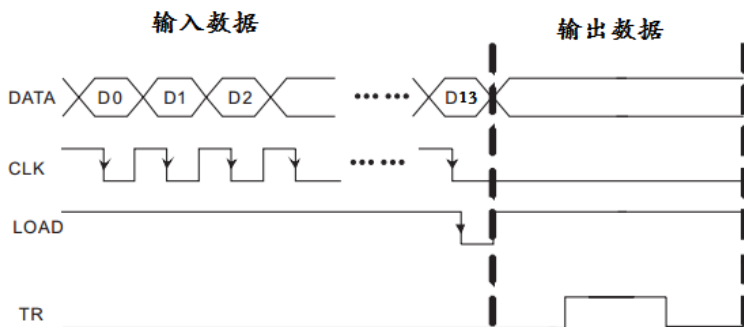 输入数据 输出数据
DATA D0 D1 D2 …… D13
CLK ……
LOAD
TR